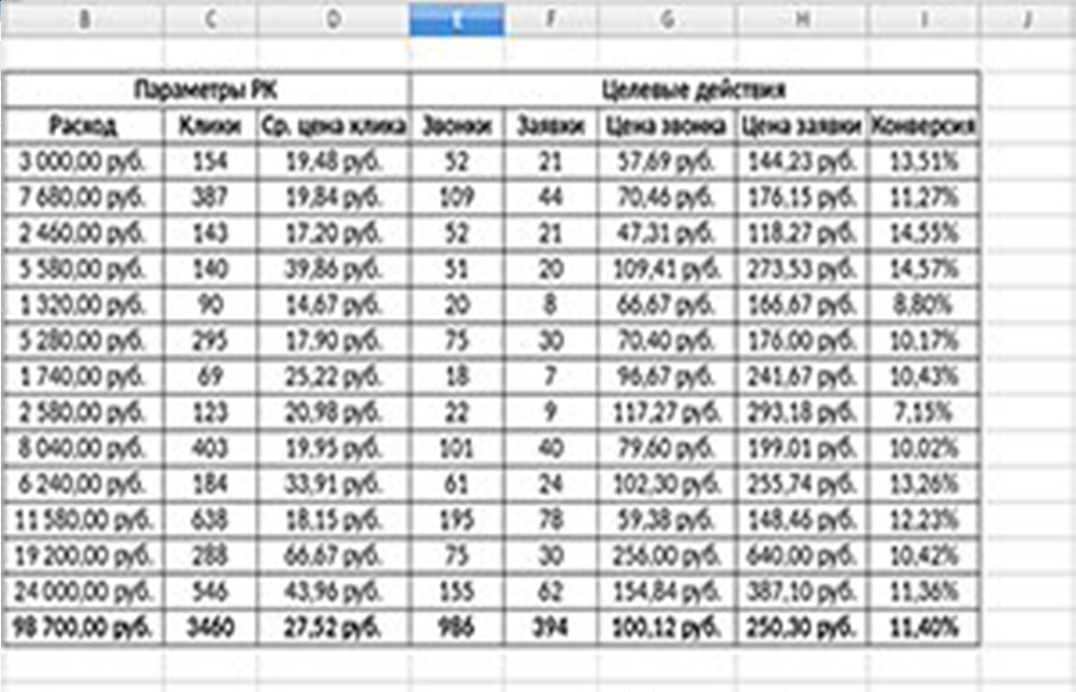 B C D E F G H I J
Параметры РК Целевые действия
Расход Клики Ср. цена клика Звонки Заявки Цена звонка Цена заявки Конверсия
3 000,00 руб. 154 19,48 руб. 52 21 57,69 руб. 144,23 руб. 13,51%
7 680,00 руб. 387 19,84 руб. 109 44 70,46 руб. 176,15 руб. 11,27%
2 460,00 руб. 143 17,20 руб. 52 21 47,31 руб. 118,27 руб. 14,55%
5 580,00 руб. 140 39,86 руб. 51 20 109,41 руб. 273,53 руб. 14,57%
1 320,00 руб. 90 14,67 руб. 20 8 66,67 руб. 166,67 руб. 8,80%
5 280,00 руб. 295 17,90 руб. 75 30 70,40 руб. 176,00 руб. 10,17%
1 740,00 руб. 69 25,22 руб. 18 7 96,67 руб. 241,67 руб. 10,43%
2 580,00 руб. 123 20,98 руб. 22 9 117,27 руб. 293,18 руб. 7,15%
8 040,00 руб. 403 19,95 руб. 101 40 79,60 руб. 199,01 руб. 10,02%
6 240,00 руб. 184 33,91 руб. 61 24 102,30 руб. 255,74 руб. 13,26%
11 580,00 руб. 638 18,15 руб. 195 78 59,38 руб. 148,46 руб. 12,23%
19 200,00 руб. 288 66,67 руб. 75 30 256,00 руб. 640,00 руб. 10,42%
24 000,00 руб. 546 43,96 руб. 155 62 154,84 руб. 387,10 руб. 11,36%
98 700,00 руб. 3460 27,52 руб. 986 394 100,12 руб. 250,30 руб. 11,40%